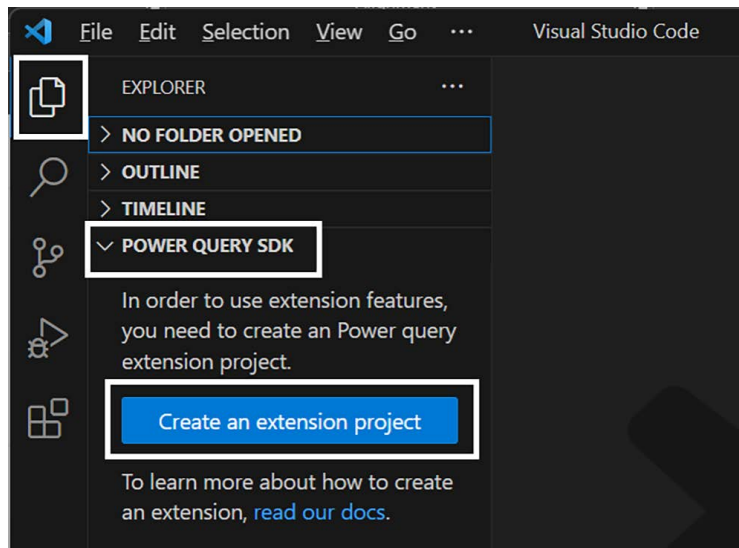 File Edit Selection View Go ··· Visual Studio Code
EXPLORER ···
NO FOLDER OPENED
OUTLINE
TIMELINE
POWER QUERY SDK
In order to use extension features,
you need to create an Power query
extension project.
Create an extension project
To learn more about how to create
an extension, read our docs.